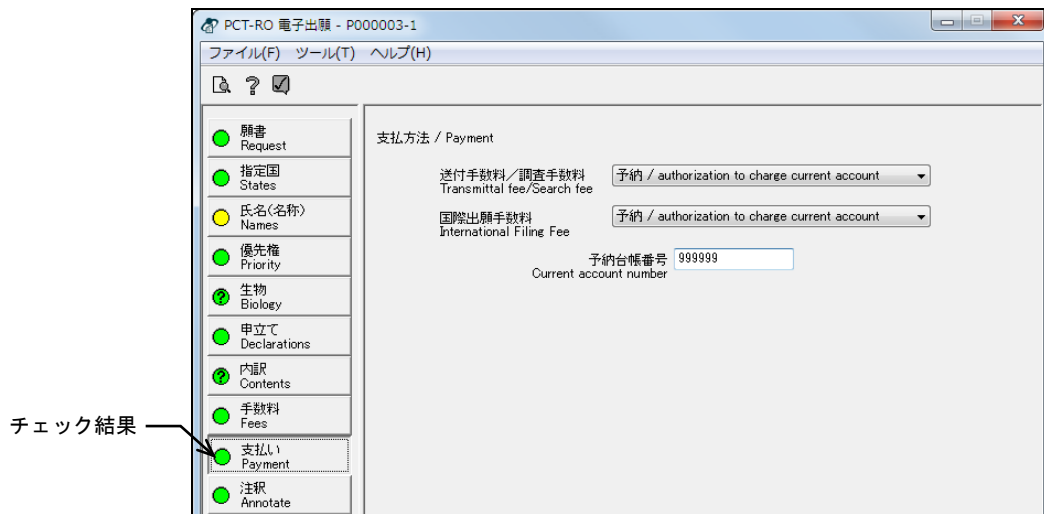 PCT-RO 電子出願 - P000003-1
ファイル(F) ツール(T) ヘルプ(H)
願書
Request
指定国
States
氏名(名称)
Names
優先権
Priority
生物
Biology
申立て
Declarations
内訳
Contents
手数料
Fees
支払い
Payment
注釈
Annotate
チェック結果
支払方法 / Payment
送付手数料／調査手数料
Transmittal fee/Search fee
予納 / authorization to charge current account
国際出願手数料
International Filing Fee
予納 / authorization to charge current account
予納台帳番号
Current account number
999999